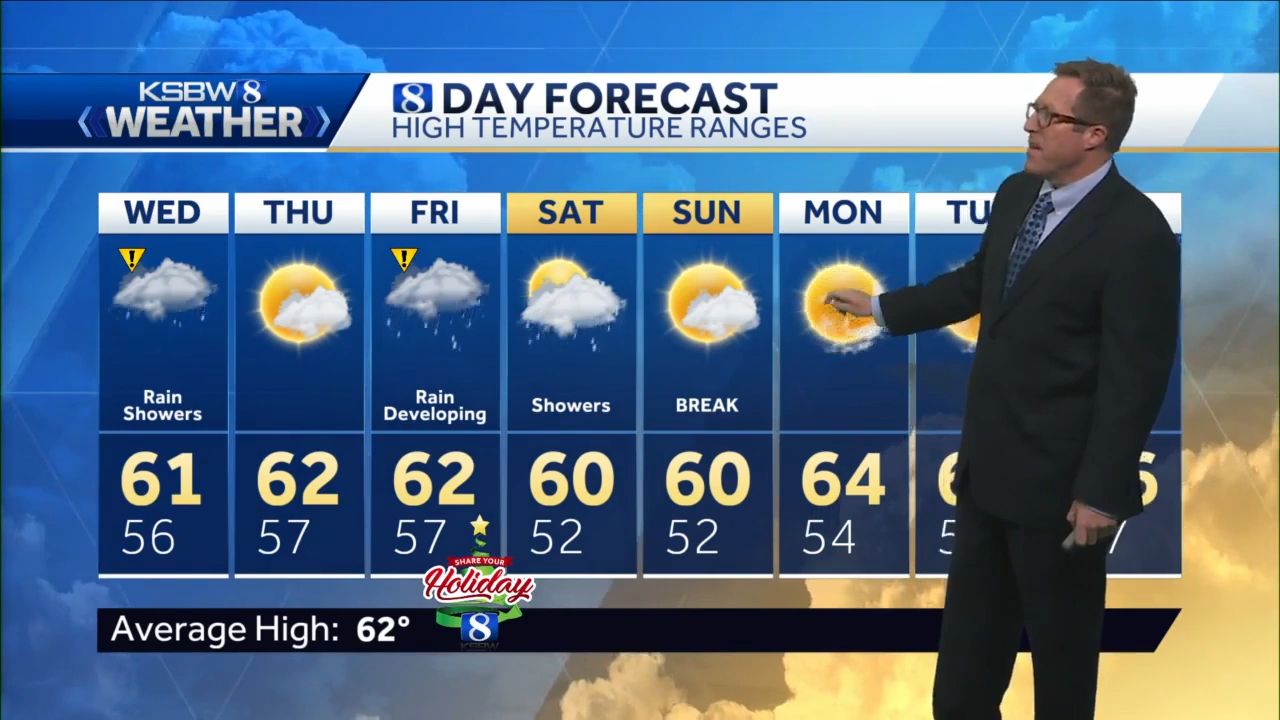 KSBW 8
WEATHER
8 DAY FORECAST
HIGH TEMPERATURE RANGES
WED THU FRI SAT SUN MON TU
! !
Rain Showers
Rain Developing
Showers
BREAK
61 62 62 60 60 64
56 57 57 52 52 54
SHARE YOUR
Holiday
8
KSBW
Average High: 62°